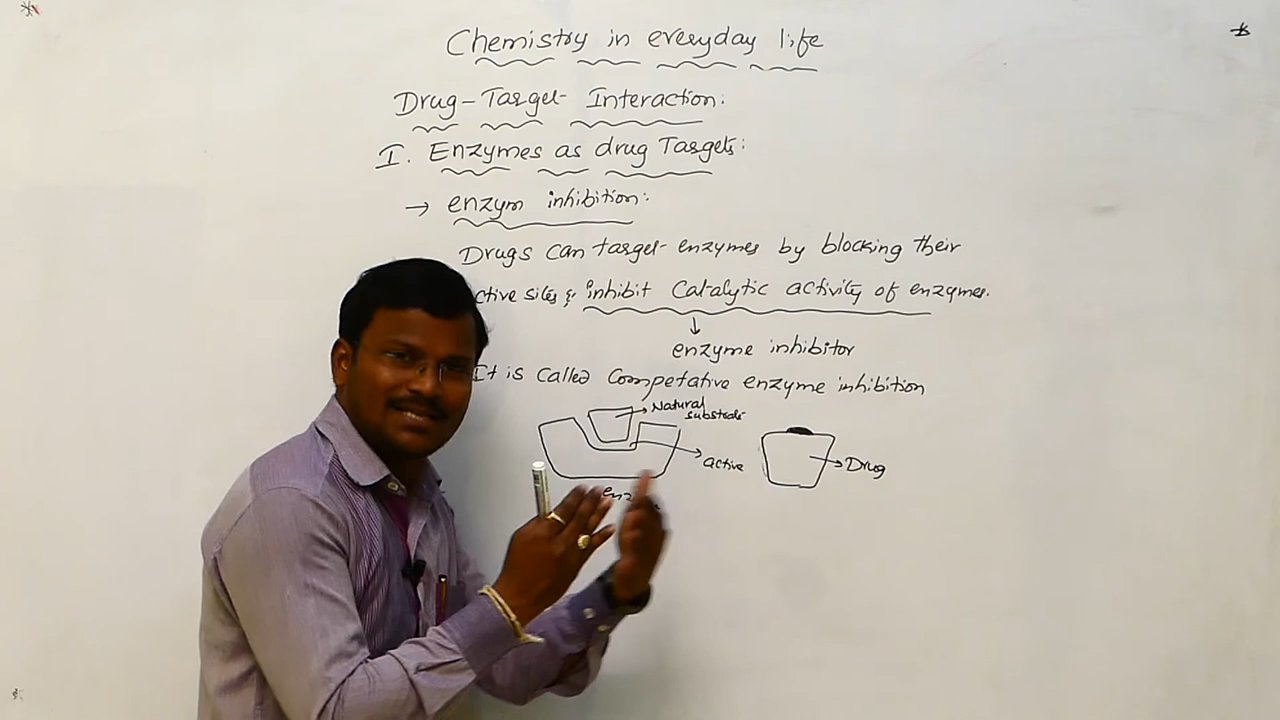 Chemistry in everyday life
Drug-Target Interaction:
I. Enzymes as drug Targets:
→ enzym inhibition:
Drugs can target enzymes by blocking their
ctive sites & inhibit Catalytic activity of enzymes.
↓
enzyme inhibitor
It is called Competative enzyme inhibition
→ Natural
substrate
→ active
→ Drug